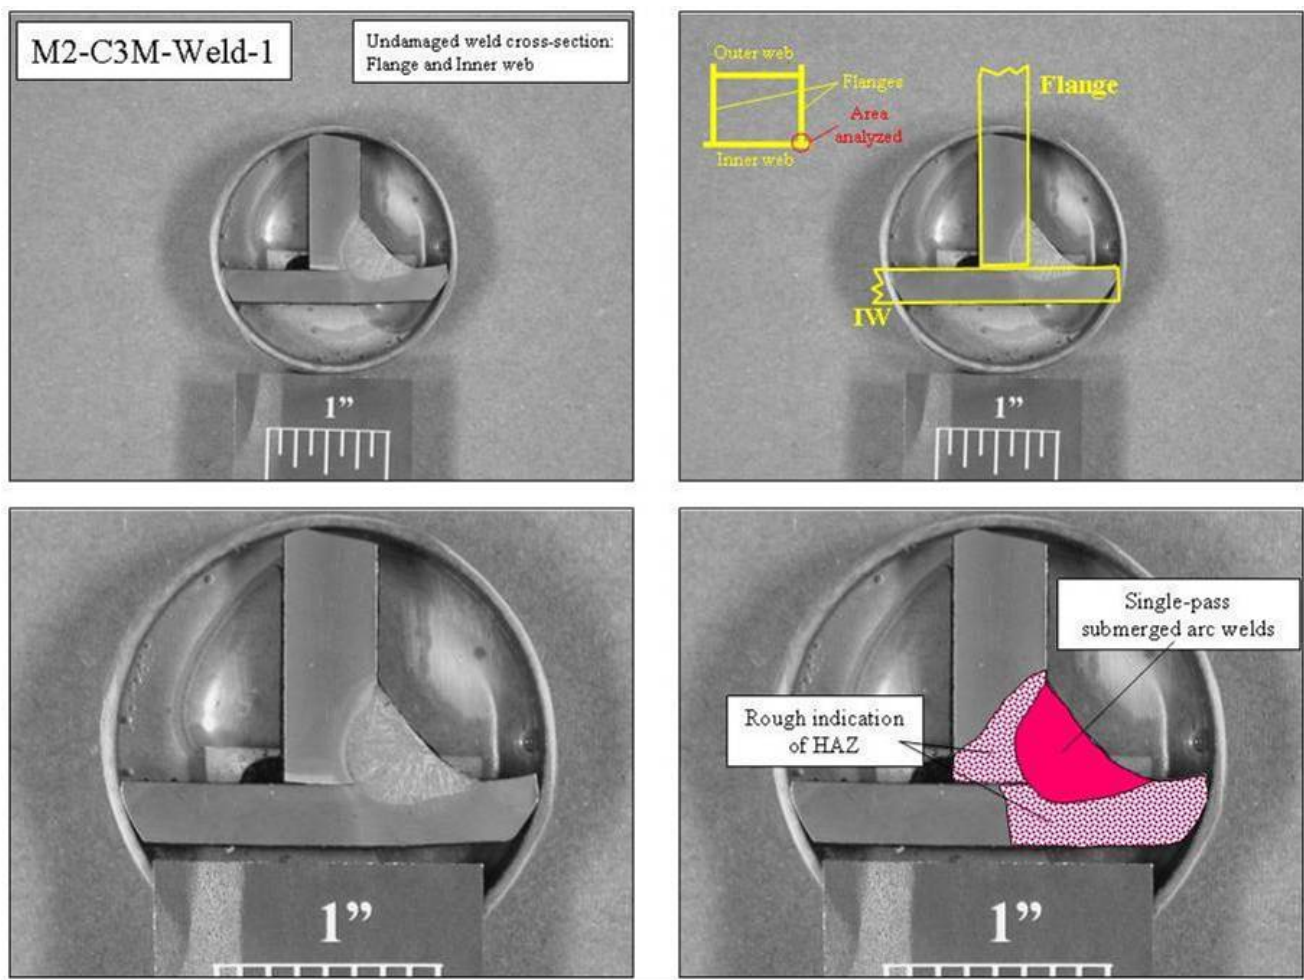 M2-C3M-Weld-1
Undamaged weld cross-section:
Flange and Inner web
1”
Outer web
Flanges
Area
analyzed
Inner web
Flange
IW
1”
1”
Single-pass
submerged arc welds
Rough indication
of HAZ
1”